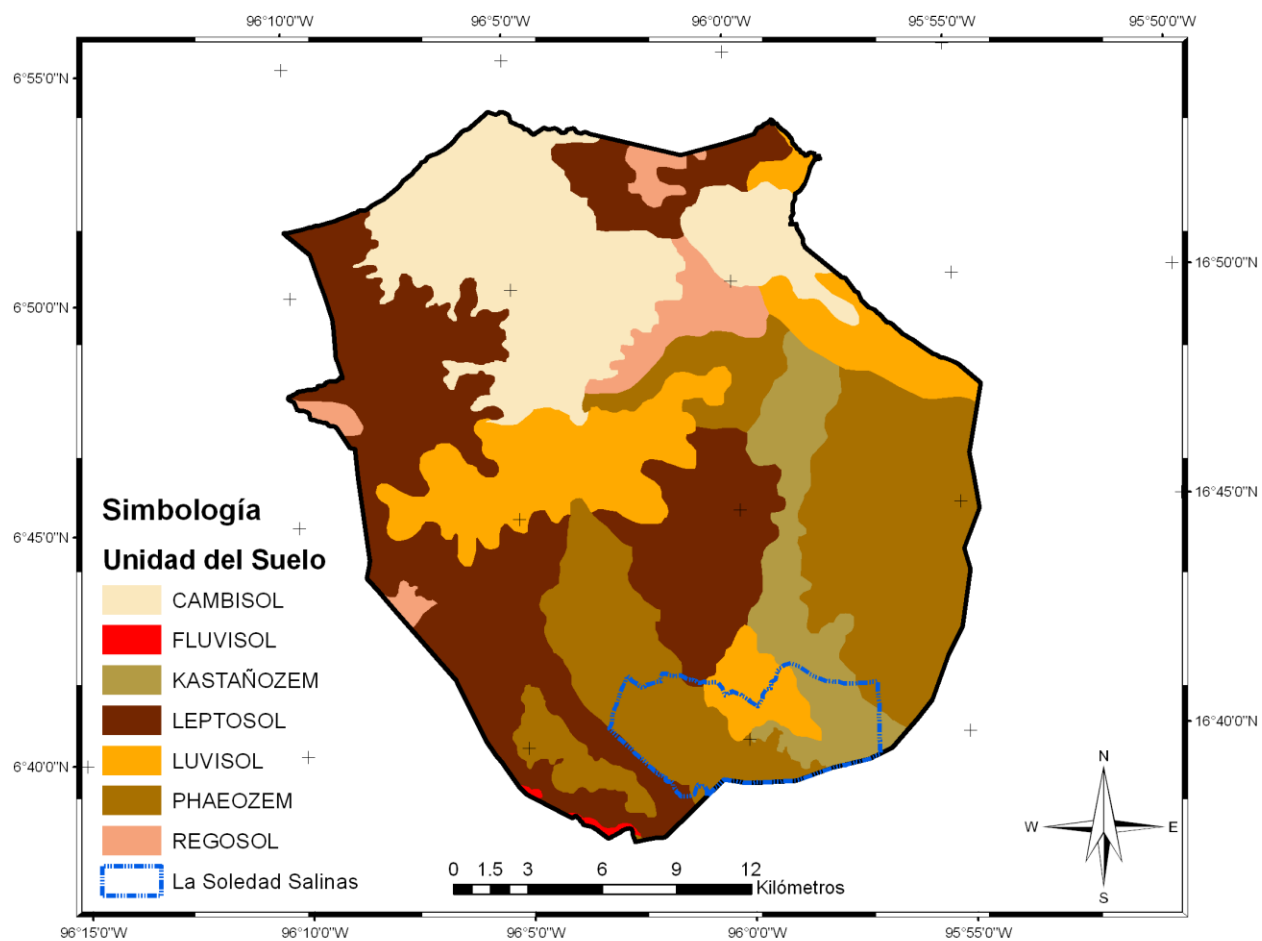 96°10'0"W 96°5'0"W 96°0'0"W 95°55'0"W 95°50'0"W
6°55'0"N
16°50'0"N
6°50'0"N
16°45'0"N
6°45'0"N
16°40'0"N
6°40'0"N
Simbología
Unidad del Suelo
CAMBISOL
FLUVISOL
KASTAÑOZEM
LEPTOSOL
LUVISOL
PHAEOZEM
REGOSOL
La Soledad Salinas
0 1.5 3 6 9 12
Kilómetros
N
W E
S
96°15'0"W 96°10'0"W 96°5'0"W 96°0'0"W 95°55'0"W